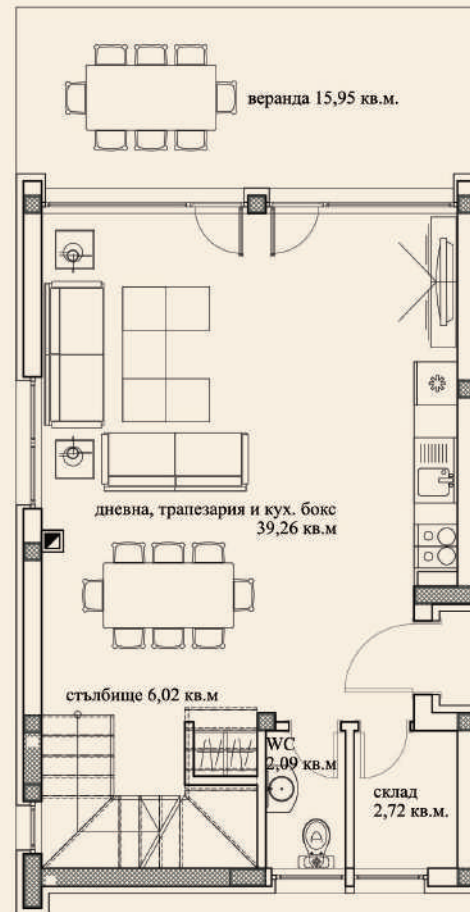 веранда 15,95 кв.м.
дневна, трапезария и кух. бокс
39,26 кв.м
стълбище 6,02 кв.м
WC
2,09 кв.м
склад
2,72 кв.м.